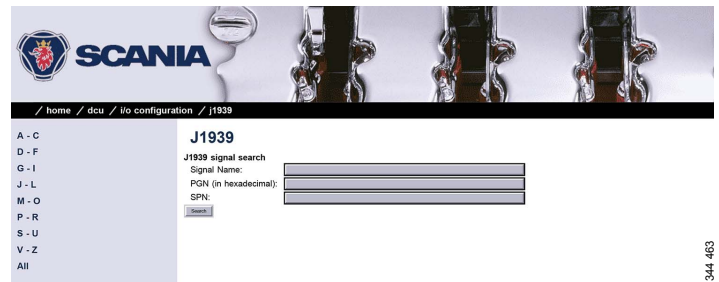 SCANIA
/ home / dcu / i/o configuration / j1939
A - C
D - F
G - I
J - L
M - O
P - R
S - U
V - Z
All
J1939
J1939 signal search
Signal Name:
PGN (in hexadecimal):
SPN:
Search
344 463